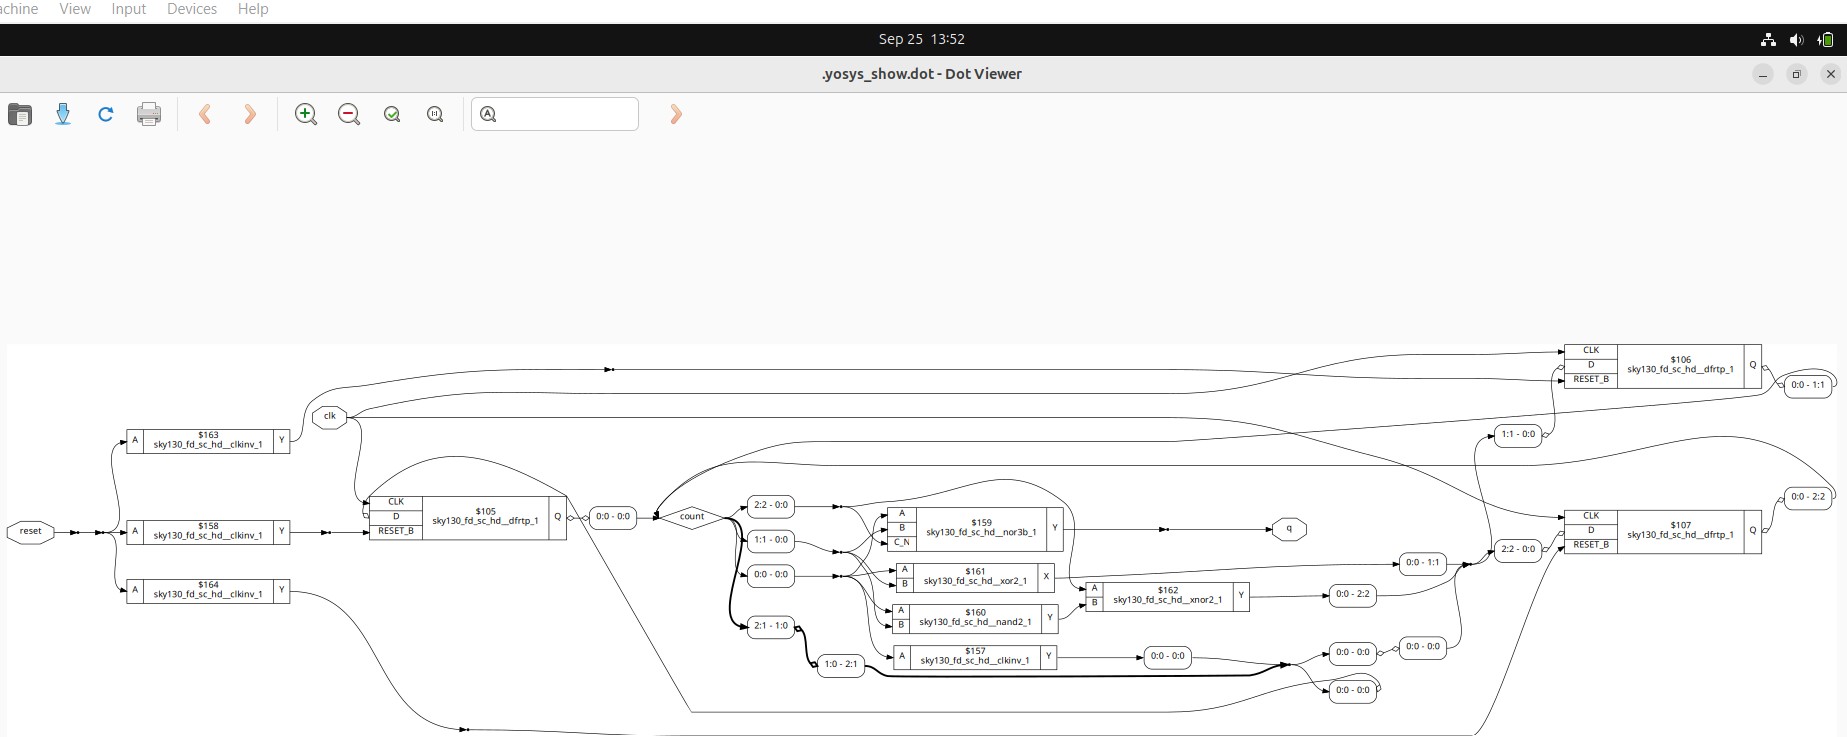 achine View Input Devices Help
Sep 25 13:52
.yosys_show.dot - Dot Viewer
CLK
D
RESET_B
$106
sky130_fd_sc_hd__dfrtp_1
Q
0:0 - 1:1
clk
A
$163
sky130_fd_sc_hd__clkinv_1
Y
1:1 - 0:0
reset
A
$158
sky130_fd_sc_hd__clkinv_1
Y
A
$164
sky130_fd_sc_hd__clkinv_1
Y
CLK
D
RESET_B
$105
sky130_fd_sc_hd__dfrtp_1
Q
0:0 - 0:0
count
2:2 - 0:0
1:1 - 0:0
0:0 - 0:0
2:1 - 1:0
1:0 - 2:1
A
B
C_N
$159
sky130_fd_sc_hd__nor3b_1
Y
q
A
B
$161
sky130_fd_sc_hd__xor2_1
X
A
B
$160
sky130_fd_sc_hd__nand2_1
Y
A
$157
sky130_fd_sc_hd__clkinv_1
Y
0:0 - 0:0
A
B
$162
sky130_fd_sc_hd__xnor2_1
Y
0:0 - 1:1
0:0 - 2:2
0:0 - 0:0
0:0 - 0:0
0:0 - 0:0
2:2 - 0:0
CLK
D
RESET_B
$107
sky130_fd_sc_hd__dfrtp_1
Q
0:0 - 2:2